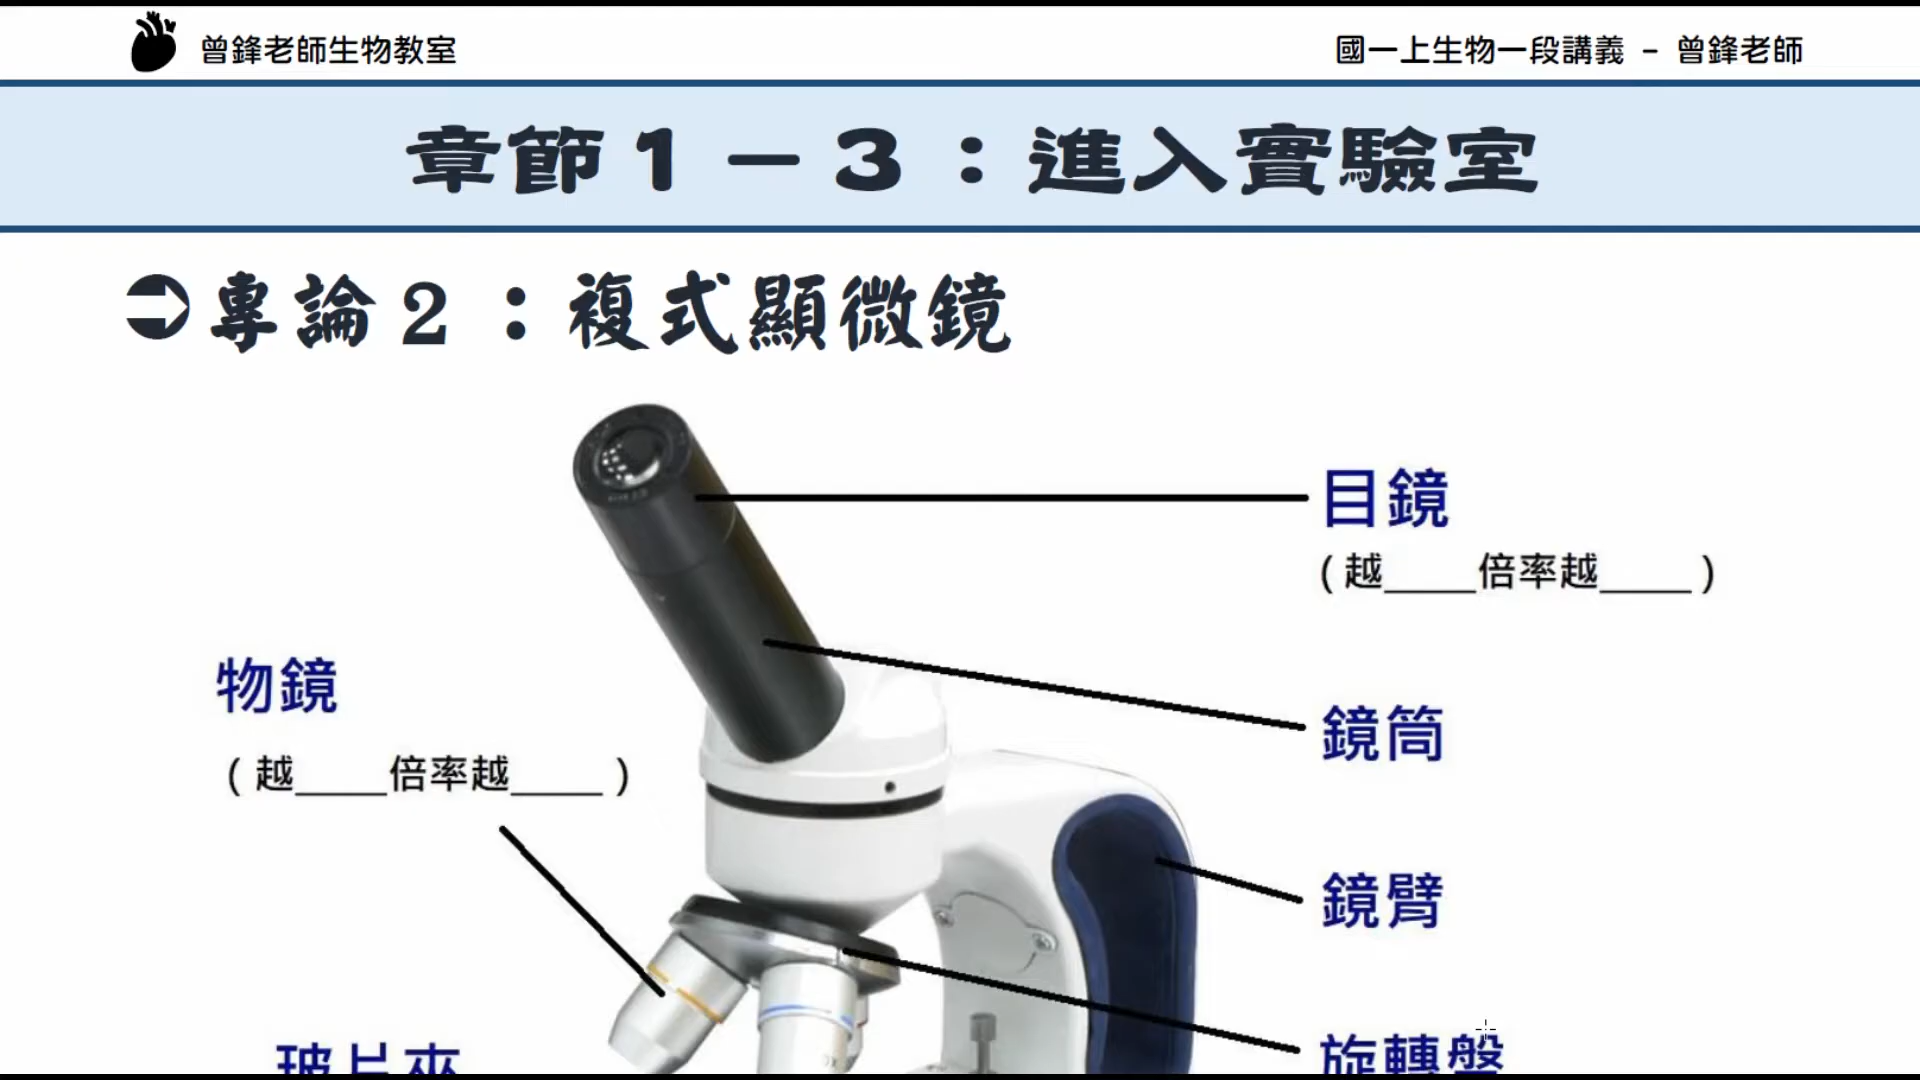 曾鋒老師生物教室
國一上生物一段講義 - 曾鋒老師
章節1-3：進入實驗室
專論2：複式顯微鏡
目鏡
(越____倍率越____)
鏡筒
物鏡
(越____倍率越____)
鏡臂
旋轉盤
玻片夾